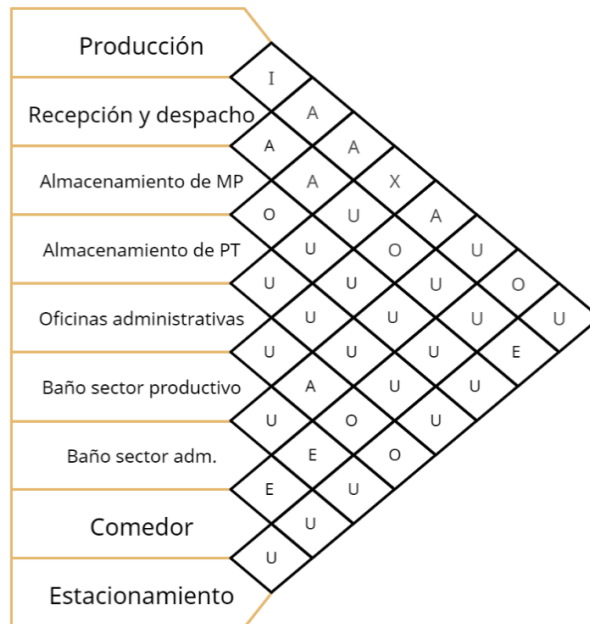 Producción
I
Recepción y despacho A
A A
Almacenamiento de MP A X
O U A
Almacenamiento de PT U O U
U U U O
Oficinas administrativas U U U U
U U U E
Baño sector productivo A U U
U O U
Baño sector adm. E O
E U
Comedor U
U
Estacionamiento